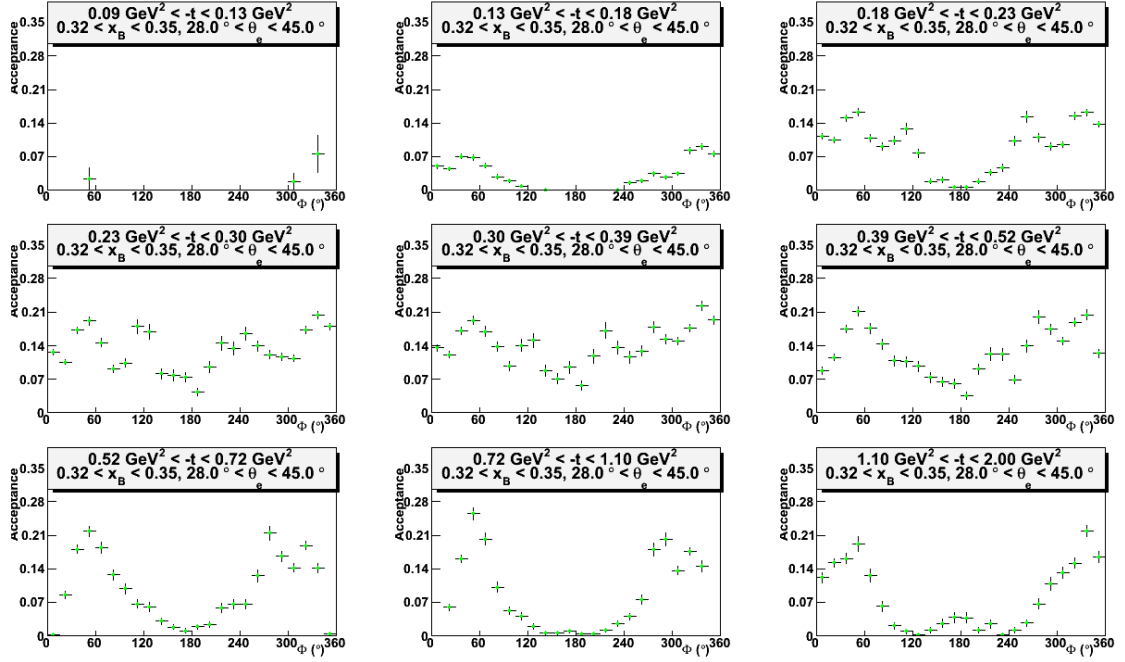 0.09 GeV² < -t < 0.13 GeV²
0.32 < x_B < 0.35, 28.0 ° < θ_e < 45.0 °
Acceptance
0.35
0.28
0.21
0.14
0.07
0
0 60 120 180 240 300 360
Φ (°)
0.13 GeV² < -t < 0.18 GeV²
0.32 < x_B < 0.35, 28.0 ° < θ_e < 45.0 °
Acceptance
0.35
0.28
0.21
0.14
0.07
0
0 60 120 180 240 300 360
Φ (°)
0.18 GeV² < -t < 0.23 GeV²
0.32 < x_B < 0.35, 28.0 ° < θ_e < 45.0 °
Acceptance
0.35
0.28
0.21
0.14
0.07
0
0 60 120 180 240 300 360
Φ (°)
0.23 GeV² < -t < 0.30 GeV²
0.32 < x_B < 0.35, 28.0 ° < θ_e < 45.0 °
Acceptance
0.35
0.28
0.21
0.14
0.07
0
0 60 120 180 240 300 360
Φ (°)
0.30 GeV² < -t < 0.39 GeV²
0.32 < x_B < 0.35, 28.0 ° < θ_e < 45.0 °
Acceptance
0.35
0.28
0.21
0.14
0.07
0
0 60 120 180 240 300 360
Φ (°)
0.39 GeV² < -t < 0.52 GeV²
0.32 < x_B < 0.35, 28.0 ° < θ_e < 45.0 °
Acceptance
0.35
0.28
0.21
0.14
0.07
0
0 60 120 180 240 300 360
Φ (°)
0.52 GeV² < -t < 0.72 GeV²
0.32 < x_B < 0.35, 28.0 ° < θ_e < 45.0 °
Acceptance
0.35
0.28
0.21
0.14
0.07
0
0 60 120 180 240 300 360
Φ (°)
0.72 GeV² < -t < 1.10 GeV²
0.32 < x_B < 0.35, 28.0 ° < θ_e < 45.0 °
Acceptance
0.35
0.28
0.21
0.14
0.07
0
0 60 120 180 240 300 360
Φ (°)
1.10 GeV² < -t < 2.00 GeV²
0.32 < x_B < 0.35, 28.0 ° < θ_e < 45.0 °
Acceptance
0.35
0.28
0.21
0.14
0.07
0
0 60 120 180 240 300 360
Φ (°)